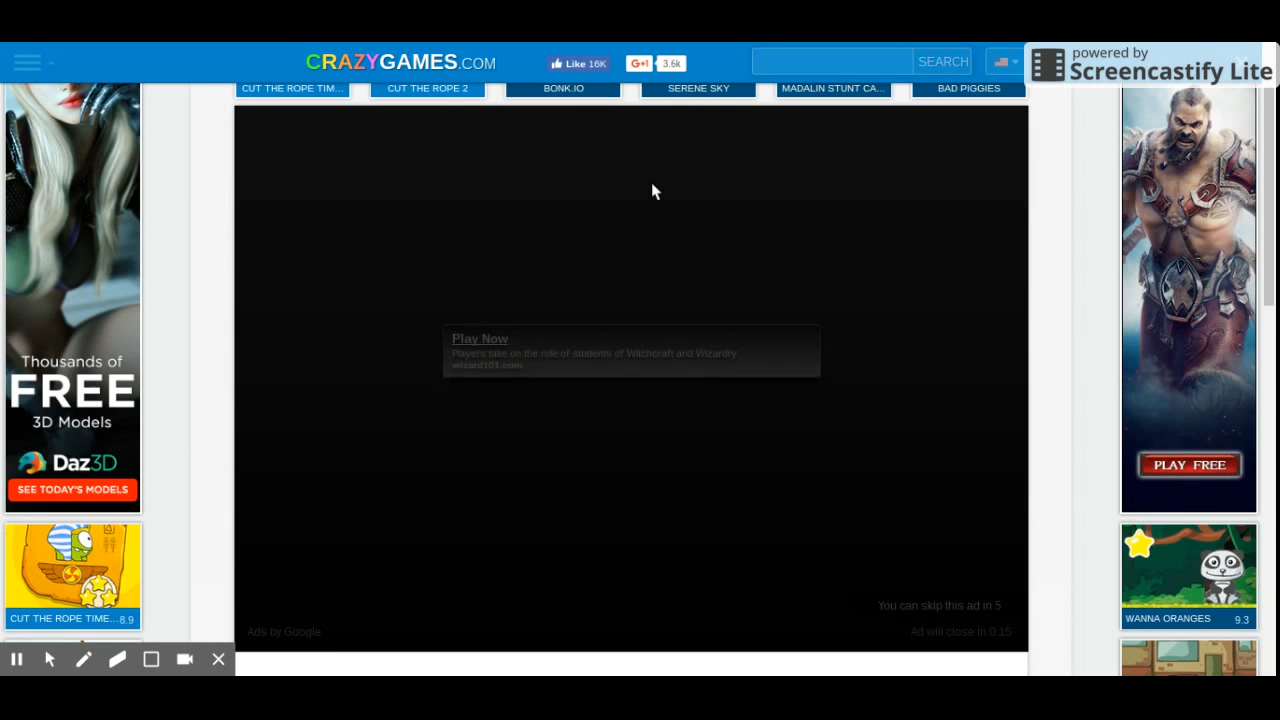 CRAZYGAMES.COM
Like 16K
G+1
3.6k
SEARCH
powered by
Screencastify Lite
CUT THE ROPE TIM...
CUT THE ROPE 2
BONK.IO
SERENE SKY
MADALIN STUNT CA...
BAD PIGGIES
Play Now
Players take on the role of students of Witchcraft and Wizardry
wizard101.com
Thousands of
FREE
3D Models
Daz3D
SEE TODAY'S MODELS
PLAY FREE
CUT THE ROPE TIME... 8.9
WANNA ORANGES 9.3
You can skip this ad in 5
Ads by Google
Ad will close in 0:15